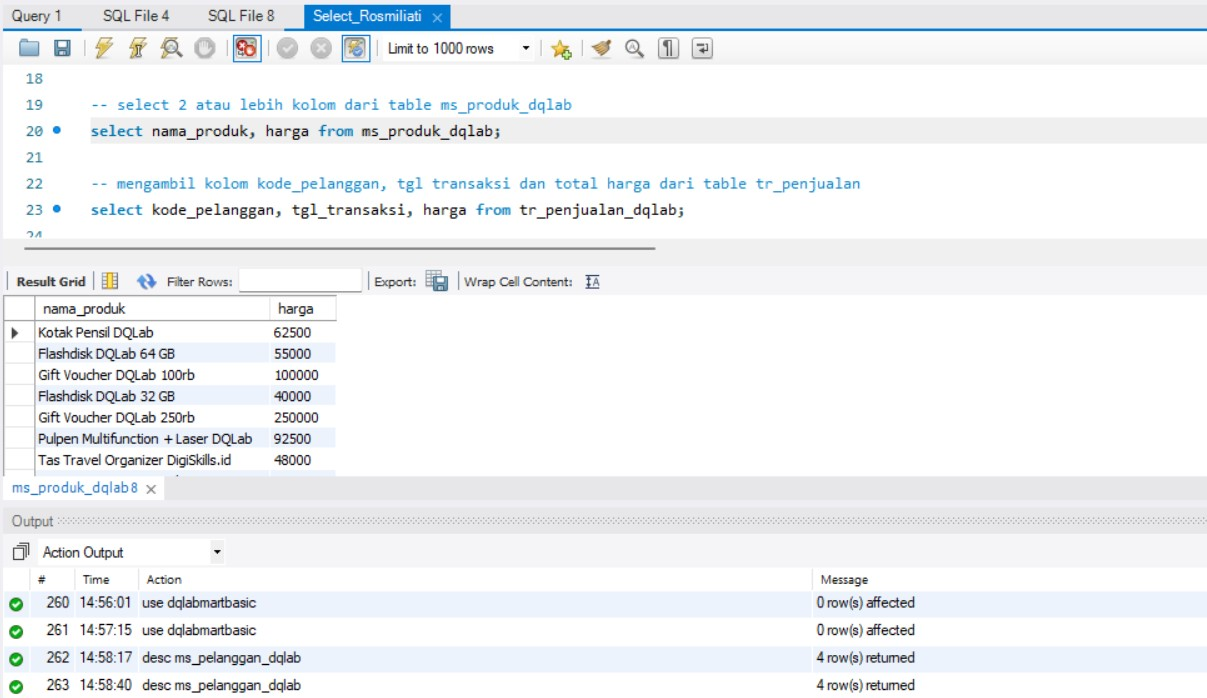 Query 1 SQL File 4 SQL File 8 Select_Rosmiliati
Limit to 1000 rows
18
19 -- select 2 atau lebih kolom dari table ms_produk_dqlab
20 select nama_produk, harga from ms_produk_dqlab;
21
22 -- mengambil kolom kode_pelanggan, tgl transaksi dan total harga dari table tr_penjualan
23 select kode_pelanggan, tgl_transaksi, harga from tr_penjualan_dqlab;
24
Result Grid Filter Rows: Export: Wrap Cell Content:
nama_produk harga
Kotak Pensil DQLab 62500
Flashdisk DQLab 64 GB 55000
Gift Voucher DQLab 100rb 100000
Flashdisk DQLab 32 GB 40000
Gift Voucher DQLab 250rb 250000
Pulpen Multifunction + Laser DQLab 92500
Tas Travel Organizer DigiSkills.id 48000
ms_produk_dqlab8
Output
Action Output
# Time Action Message
260 14:56:01 use dqlabmartbasic 0 row(s) affected
261 14:57:15 use dqlabmartbasic 0 row(s) affected
262 14:58:17 desc ms_pelanggan_dqlab 4 row(s) returned
263 14:58:40 desc ms_pelanggan_dqlab 4 row(s) returned